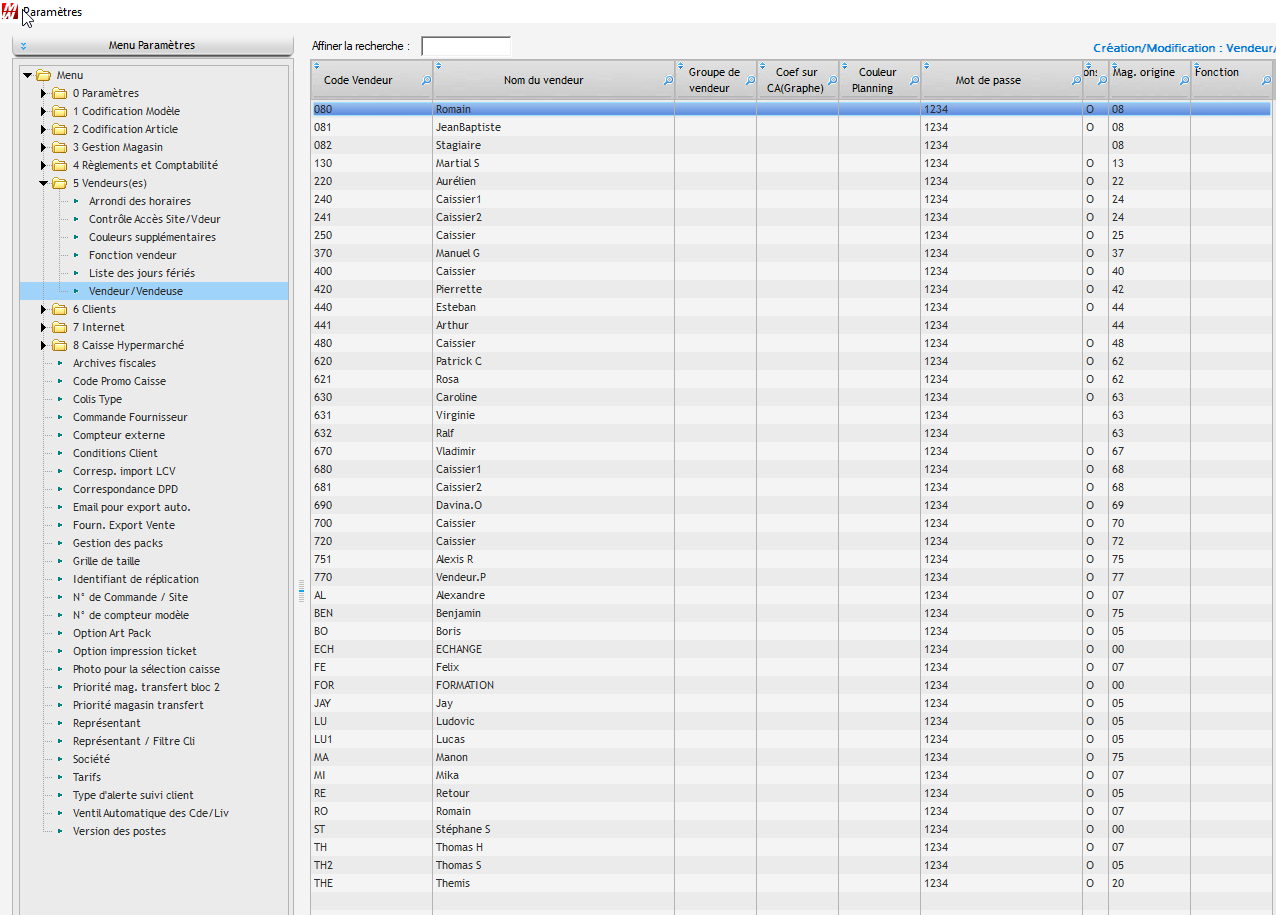 Paramètres
Menu Paramètres
Menu
0 Paramètres
1 Codification Modèle
2 Codification Article
3 Gestion Magasin
4 Règlements et Comptabilité
5 Vendeurs(es)
Arrondi des horaires
Contrôle Accès Site/Vdeur
Couleurs supplémentaires
Fonction vendeur
Liste des jours fériés
Vendeur/Vendeuse
6 Clients
7 Internet
8 Caisse Hypermarché
Archives fiscales
Code Promo Caisse
Colis Type
Commande Fournisseur
Compteur externe
Conditions Client
Corresp. import LCV
Correspondance DPD
Email pour export auto.
Fourn. Export Vente
Gestion des packs
Grille de taille
Identifiant de réplication
N° de Commande / Site
N° de compteur modèle
Option Art Pack
Option impression ticket
Photo pour la sélection caisse
Priorité mag. transfert bloc 2
Priorité magasin transfert
Représentant
Représentant / Filtre Cli
Société
Tarifs
Type d'alerte suivi client
Ventil Automatique des Cde/Liv
Version des postes
Affiner la recherche :
Création/Modification : Vendeur/
Code Vendeur Nom du vendeur Groupe de vendeur Coef sur CA(Graphe) Couleur Planning Mot de passe ons Mag. origine Fonction
080 Romain 1234 O 08
081 JeanBaptiste 1234 O 08
082 Stagiaire 1234 08
130 Martial S 1234 O 13
220 Aurélien 1234 O 22
240 Caissier1 1234 O 24
241 Caissier2 1234 O 24
250 Caissier 1234 O 25
370 Manuel G 1234 O 37
400 Caissier 1234 O 40
420 Pierrette 1234 O 42
440 Esteban 1234 O 44
441 Arthur 1234 44
480 Caissier 1234 O 48
620 Patrick C 1234 O 62
621 Rosa 1234 O 62
630 Caroline 1234 O 63
631 Virginie 1234 63
632 Ralf 1234 63
670 Vladimir 1234 O 67
680 Caissier1 1234 O 68
681 Caissier2 1234 O 68
690 Davina.O 1234 O 69
700 Caissier 1234 O 70
720 Caissier 1234 O 72
751 Alexis R 1234 O 75
770 Vendeur.P 1234 O 77
AL Alexandre 1234 O 07
BEN Benjamin 1234 O 75
BO Boris 1234 O 05
ECH ECHANGE 1234 O 00
FE Felix 1234 O 07
FOR FORMATION 1234 O 00
JAY Jay 1234 O 05
LU Ludovic 1234 O 05
LU1 Lucas 1234 O 05
MA Manon 1234 O 75
MI Mika 1234 O 07
RE Retour 1234 O 05
RO Romain 1234 O 07
ST Stéphane S 1234 O 00
TH Thomas H 1234 O 07
TH2 Thomas S 1234 O 05
THE Themis 1234 O 20